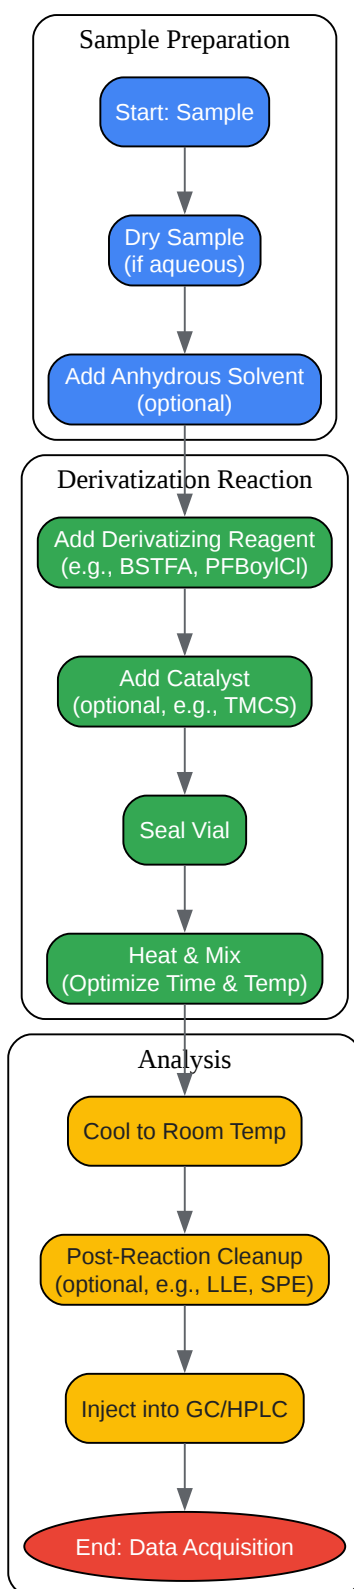 Sample Preparation
Start: Sample
Dry Sample
(if aqueous)
Add Anhydrous Solvent
(optional)
Derivatization Reaction
Add Derivatizing Reagent
(e.g., BSTFA, PFBoylCl)
Add Catalyst
(optional, e.g., TMCS)
Seal Vial
Heat & Mix
(Optimize Time & Temp)
Analysis
Cool to Room Temp
Post-Reaction Cleanup
(optional, e.g., LLE, SPE)
Inject into GC/HPLC
End: Data Acquisition